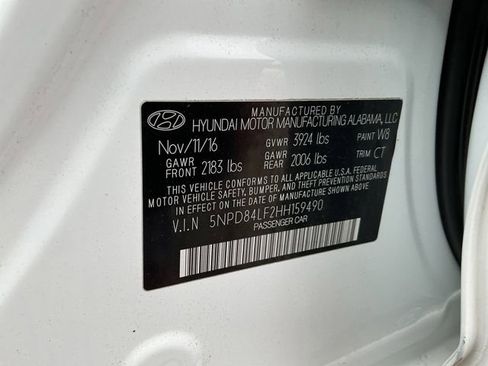 MANUFACTURED BY
HYUNDAI MOTOR MANUFACTURING ALABAMA, LLC
Nov/11/16 GVWR 3924 lbs PAINT W8
GAWR FRONT 2183 lbs GAWR REAR 2006 lbs TRIM CT
THIS VEHICLE CONFORMS TO ALL APPLICABLE U.S. FEDERAL
MOTOR VEHICLE SAFETY, BUMPER, AND THEFT PREVENTION
STANDARDS IN EFFECT ON THE DATE OF MANUFACTURE SHOWN ABOVE.
V.I.N 5NPD84LF2HH159490
PASSENGER CAR